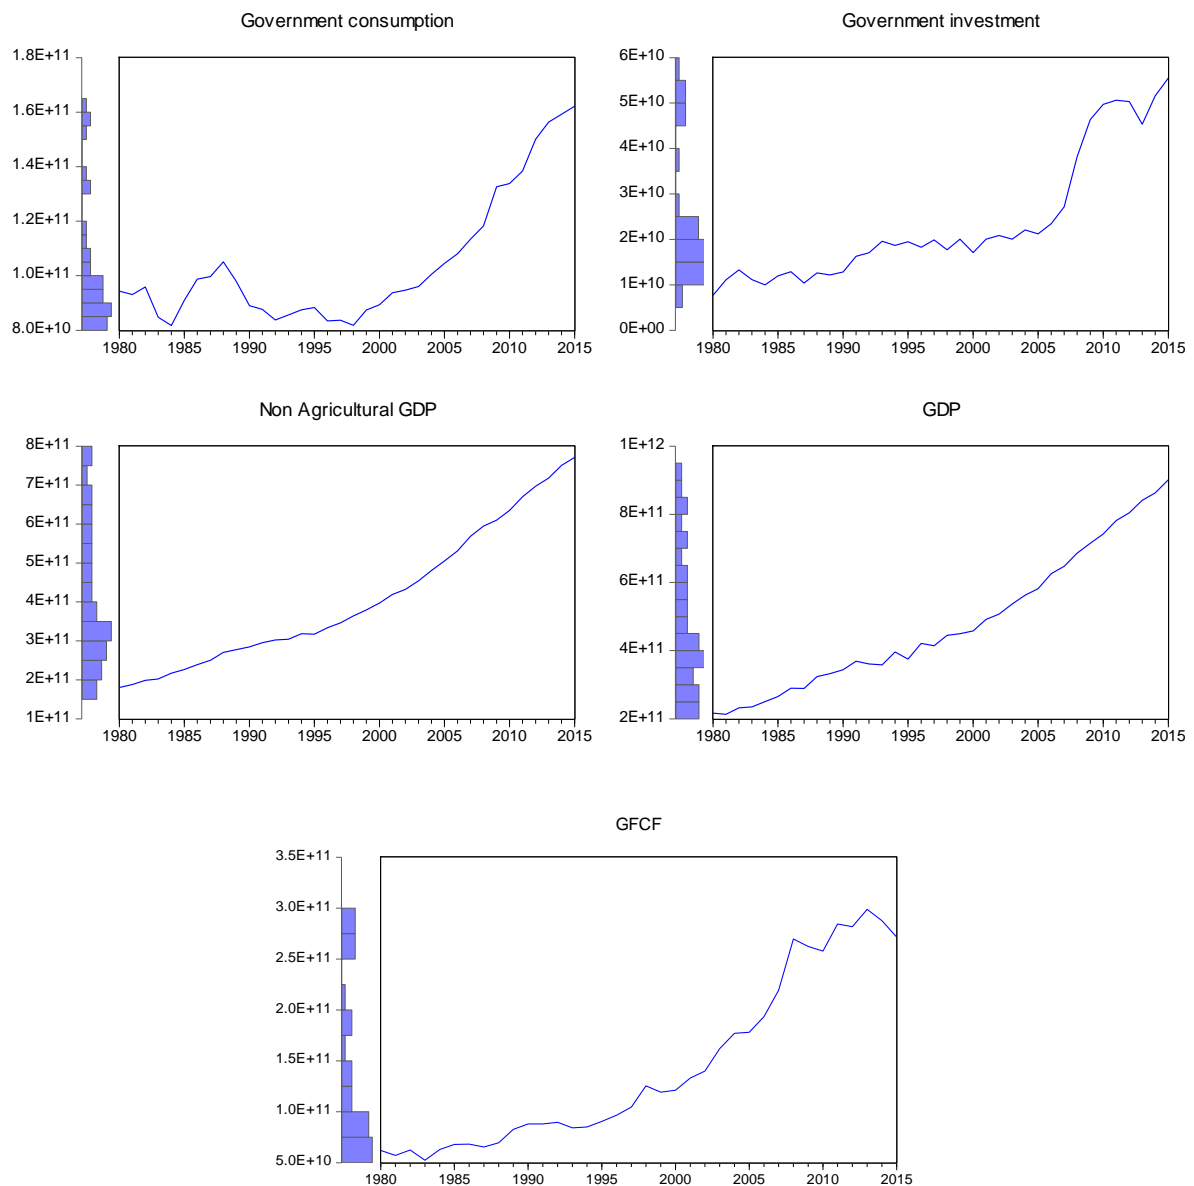 Government consumption
1.8E+11
1.6E+11
1.4E+11
1.2E+11
1.0E+11
8.0E+10
1980 1985 1990 1995 2000 2005 2010 2015
Government investment
6E+10
5E+10
4E+10
3E+10
2E+10
1E+10
0E+00
1980 1985 1990 1995 2000 2005 2010 2015
Non Agricultural GDP
8E+11
7E+11
6E+11
5E+11
4E+11
3E+11
2E+11
1E+11
1980 1985 1990 1995 2000 2005 2010 2015
GDP
1E+12
8E+11
6E+11
4E+11
2E+11
1980 1985 1990 1995 2000 2005 2010 2015
GFCF
3.5E+11
3.0E+11
2.5E+11
2.0E+11
1.5E+11
1.0E+11
5.0E+10
1980 1985 1990 1995 2000 2005 2010 2015